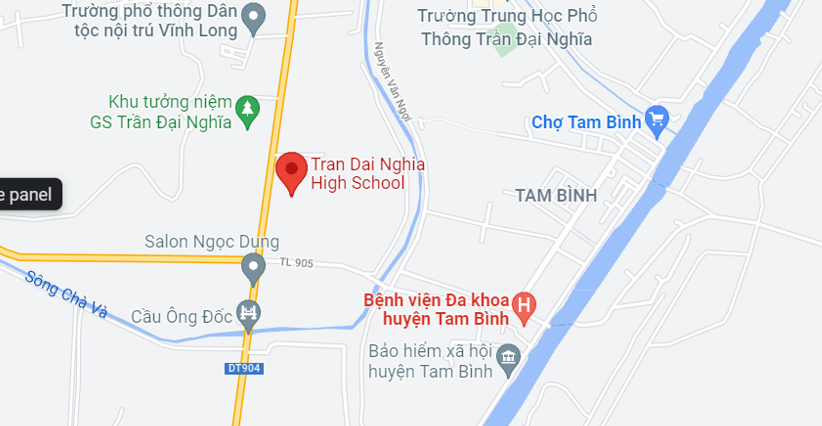 Trường phổ thông Dân
tộc nội trú Vĩnh Long
Trường Trung Học Phổ
Thông Trần Đại Nghĩa
Nguyễn Văn Ngợi
Khu tưởng niệm
GS Trần Đại Nghĩa
Chợ Tam Bình
Tran Dai Nghia
High School
e panel
TAM BÌNH
Salon Ngọc Dung
TL 905
Sông Chà Và
Cầu Ông Đốc
Bệnh viện Đa khoa
huyện Tam Bình
Bảo hiểm xã hội
huyện Tam Bình
ĐT904
H